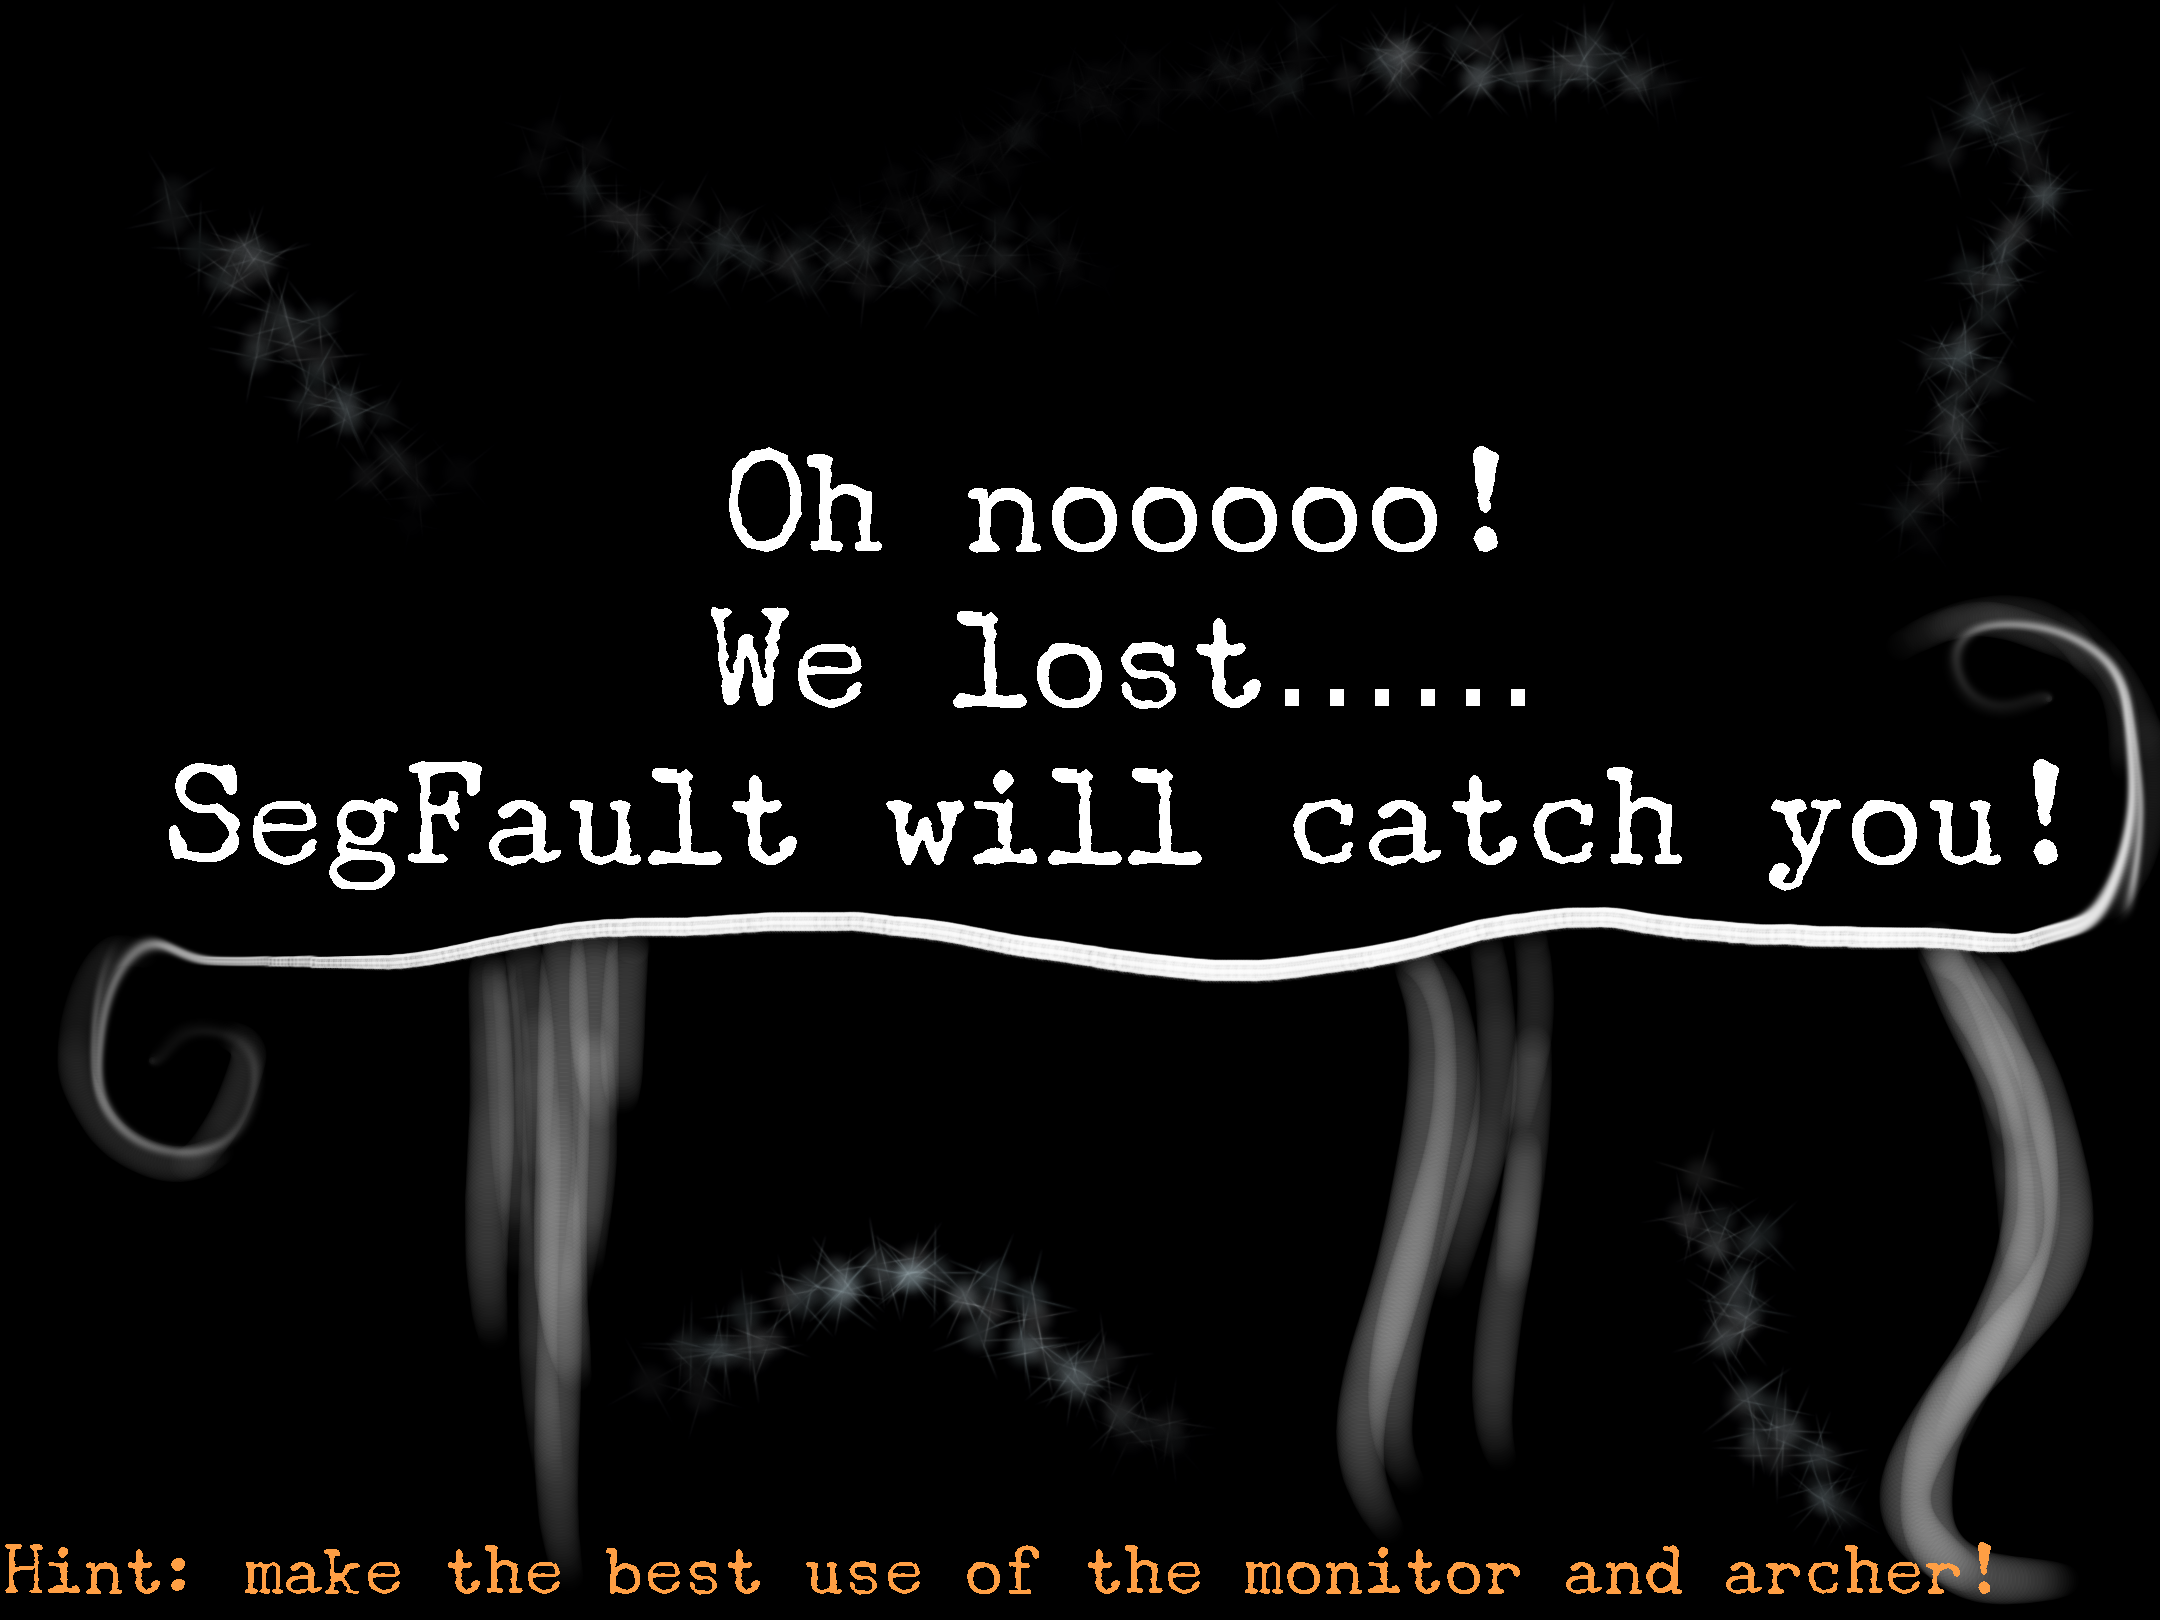 Oh nooooo!
We lost......
SegFault will catch you!
Hint: make the best use of the monitor and archer!